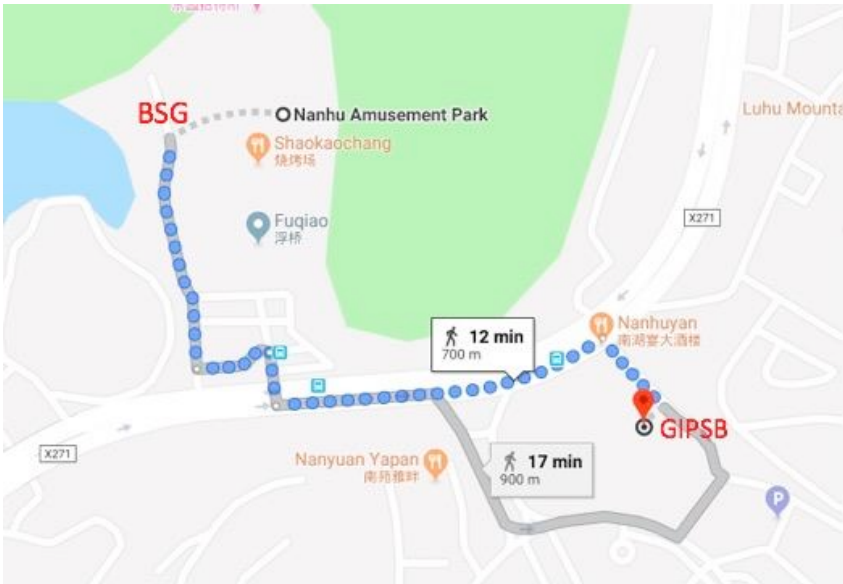 BSG
Nanhu Amusement Park
Shaokaochang
烧烤场
Luhu Mounta
X271
Fuqiao
浮桥
Nanhuyan
南湖宴大酒楼
12 min
700 m
GIPSB
X271
Nanyuan Yapan
南苑雅畔
17 min
900 m
P